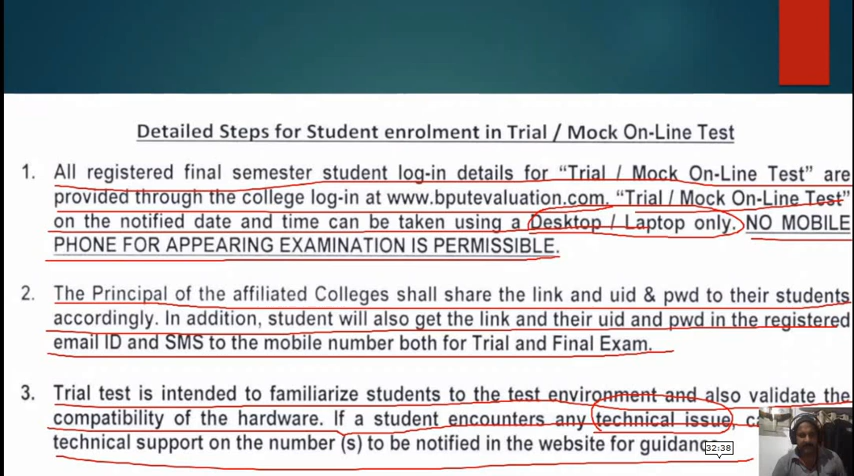 Detailed Steps for Student enrolment in Trial / Mock On-Line Test
1. All registered final semester student log-in details for “Trial / Mock On-Line Test” are
provided through the college log-in at www.bputevaluation.com. “Trial / Mock On-Line Test”
on the notified date and time can be taken using a Desktop / Laptop only. NO MOBILE
PHONE FOR APPEARING EXAMINATION IS PERMISSIBLE.
2. The Principal of the affiliated Colleges shall share the link and uid & pwd to their students
accordingly. In addition, student will also get the link and their uid and pwd in the registered
email ID and SMS to the mobile number both for Trial and Final Exam.
3. Trial test is intended to familiarize students to the test environment and also validate the
compatibility of the hardware. If a student encounters any technical issue,
technical support on the number (s) to be notified in the website for guidance
32:38